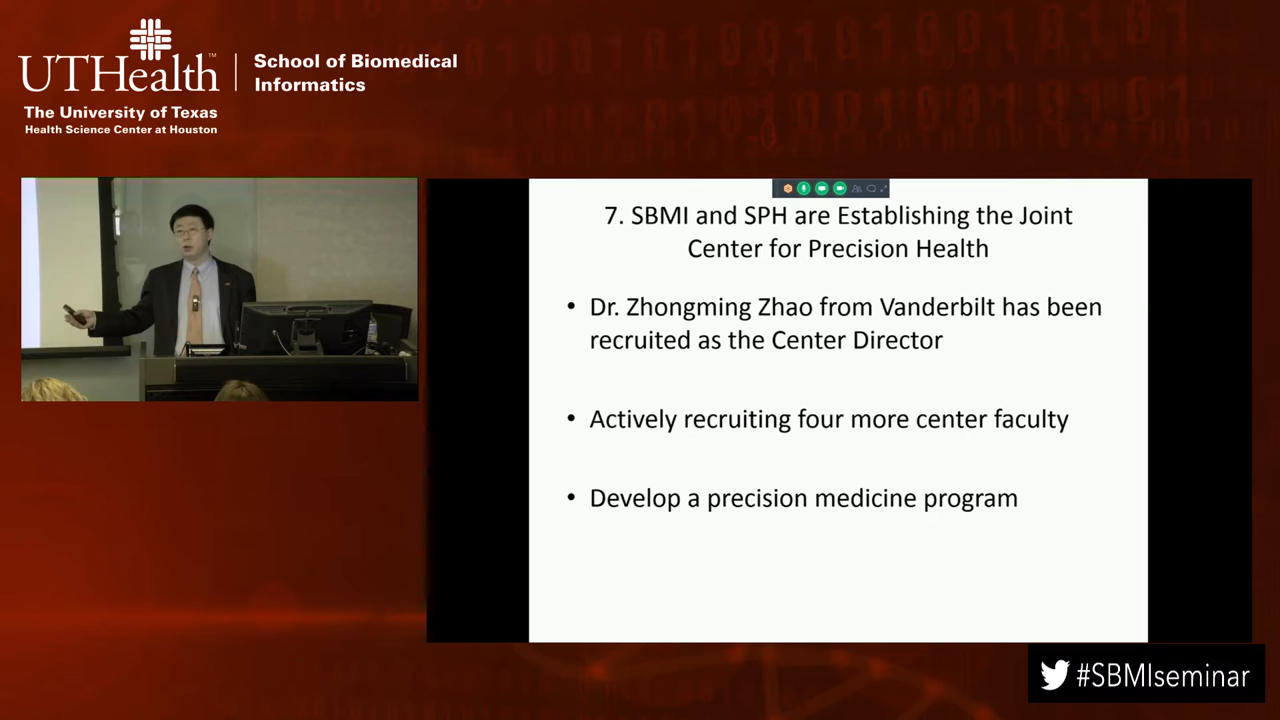 UTHealth™
The University of Texas
Health Science Center at Houston
School of Biomedical
Informatics
7. SBMI and SPH are Establishing the Joint
Center for Precision Health
• Dr. Zhongming Zhao from Vanderbilt has been
recruited as the Center Director
• Actively recruiting four more center faculty
• Develop a precision medicine program
#SBMIseminar